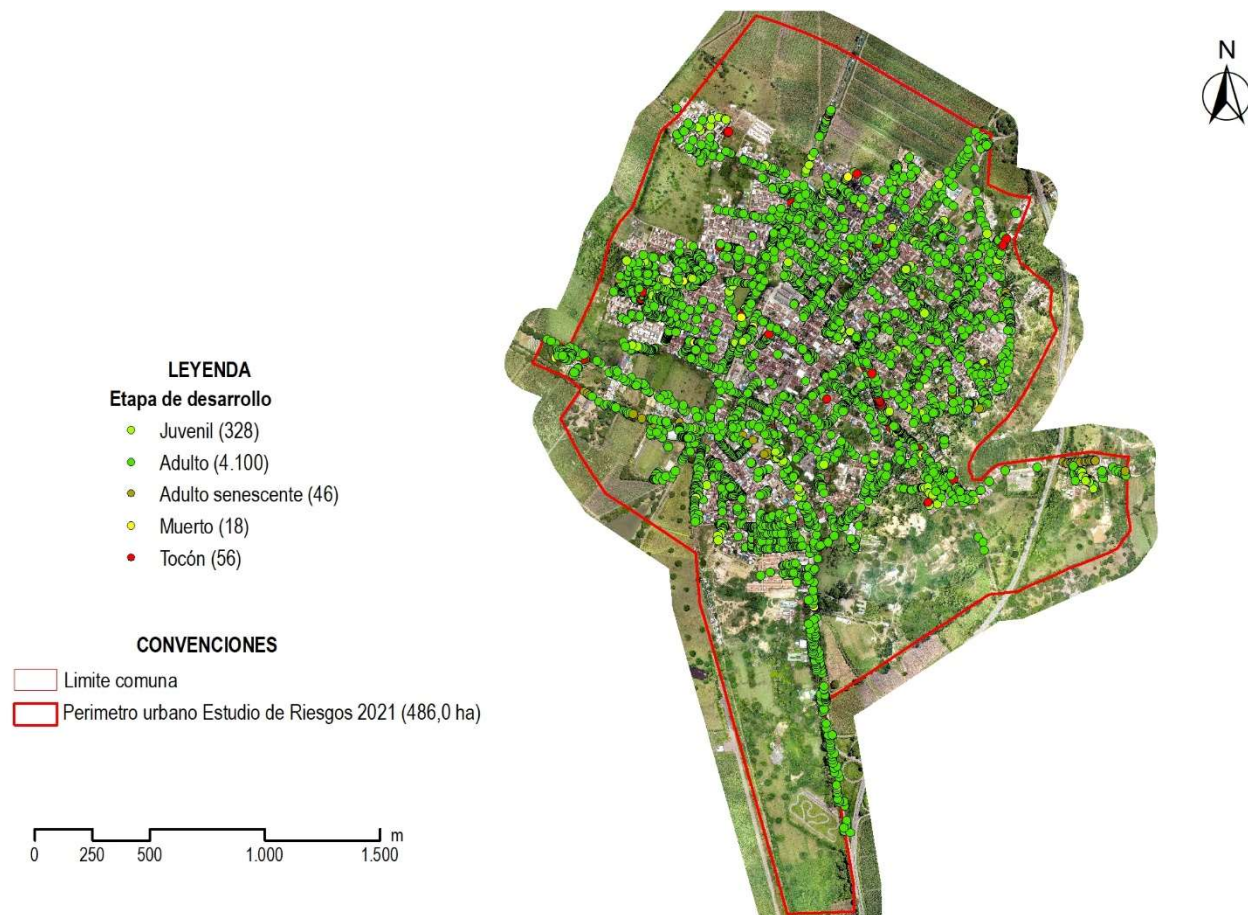 N
LEYENDA
Etapa de desarrollo
Juvenil (328)
Adulto (4.100)
Adulto senescente (46)
Muerto (18)
Tocón (56)
CONVENCIONES
Limite comuna
Perimetro urbano Estudio de Riesgos 2021 (486,0 ha)
m
0 250 500 1.000 1.500